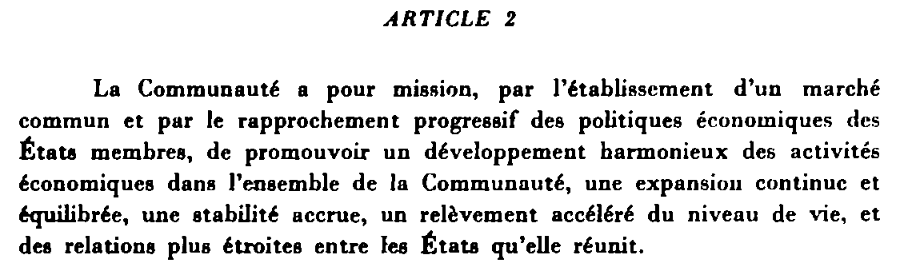 ARTICLE 2
La Communauté a pour mission, par l'établissement d'un marché
commun et par le rapprochement progressif des politiques économiques des
États membres, de promouvoir un développement harmonieux des activités
économiques dans l'ensemble de la Communauté, une expansion continue et
équilibrée, une stabilité accrue, un relèvement accéléré du niveau de vie, et
des relations plus étroites entre les États qu'elle réunit.